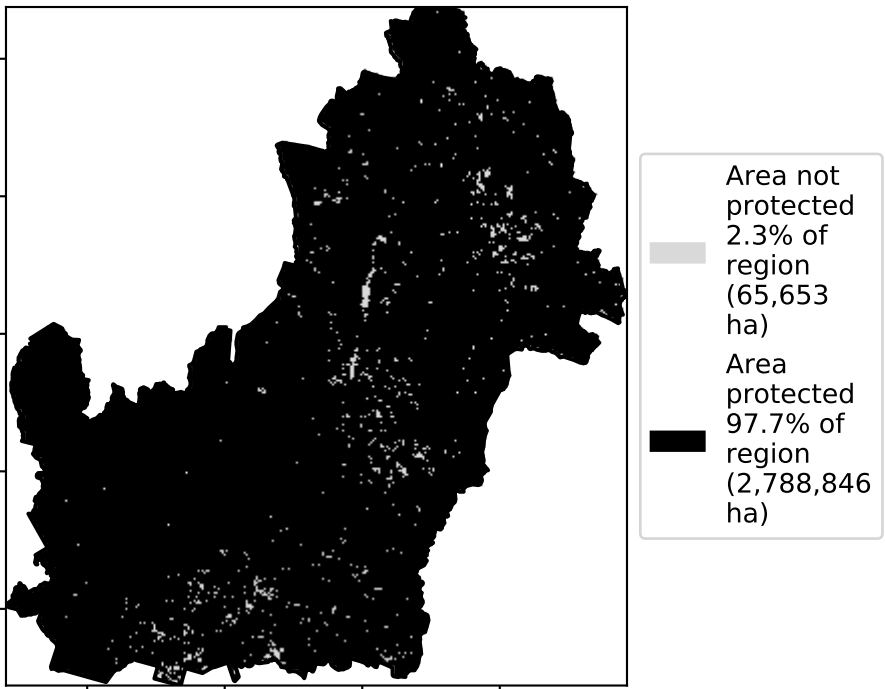 Area not
protected
2.3% of
region
(65,653
ha)
Area
protected
97.7% of
region
(2,788,846
ha)